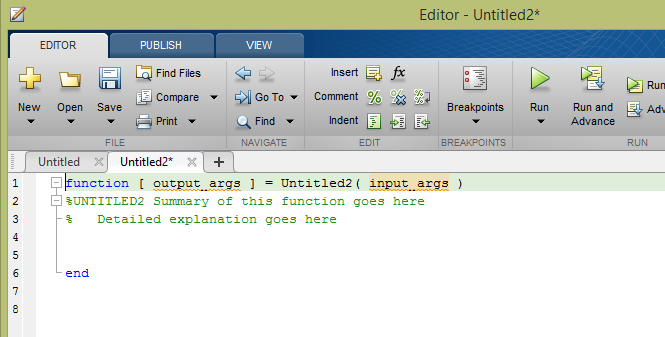 Editor - Untitled2*
EDITOR PUBLISH VIEW
New Open Save Find Files Compare Print
Go To Find
Insert fx
Comment
Indent
Breakpoints
Run Run and Advance
FILE NAVIGATE EDIT BREAKPOINTS RUN
Untitled × Untitled2* × +
1 function [ output_args ] = Untitled2( input_args )
2 %UNTITLED2 Summary of this function goes here
3 %   Detailed explanation goes here
4
5
6 end
7
8